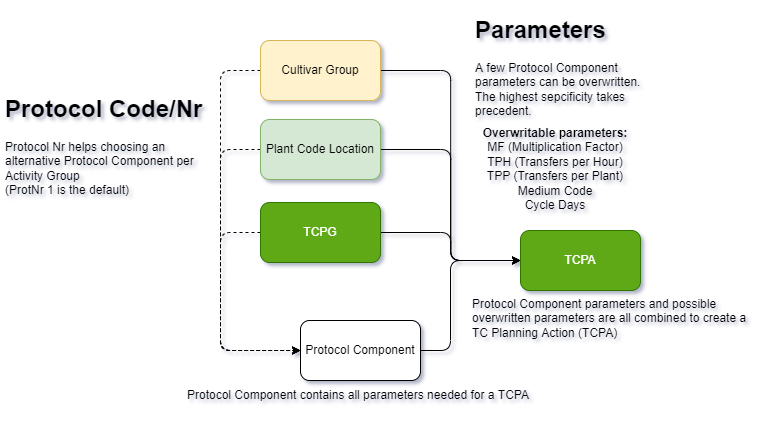 Parameters
A few Protocol Component
parameters can be overwritten.
The highest sepcificity takes
precedent.
Overwritable parameters:
MF (Multiplication Factor)
TPH (Transfers per Hour)
TPP (Transfers per Plant)
Medium Code
Cycle Days
Protocol Code/Nr
Protocol Nr helps choosing an
alternative Protocol Component per
Activity Group
(ProtNr 1 is the default)
Cultivar Group
Plant Code Location
TCPG
Protocol Component
Protocol Component contains all parameters needed for a TCPA
TCPA
Protocol Component parameters and possible
overwritten parameters are all combined to create a
TC Planning Action (TCPA)